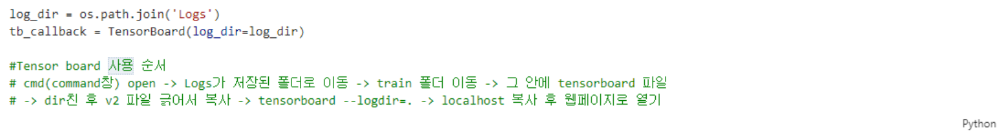 log_dir = os.path.join('Logs')
tb_callback = TensorBoard(log_dir=log_dir)
#Tensor board 사용 순서
# cmd(command창) open -> Logs가 저장된 폴더로 이동 -> train 폴더 이동 -> 그 안에 tensorboard 파일
# -> dir친 후 v2 파일 긁어서 복사 -> tensorboard --logdir=. -> localhost 복사 후 웹페이지로 열기
Python